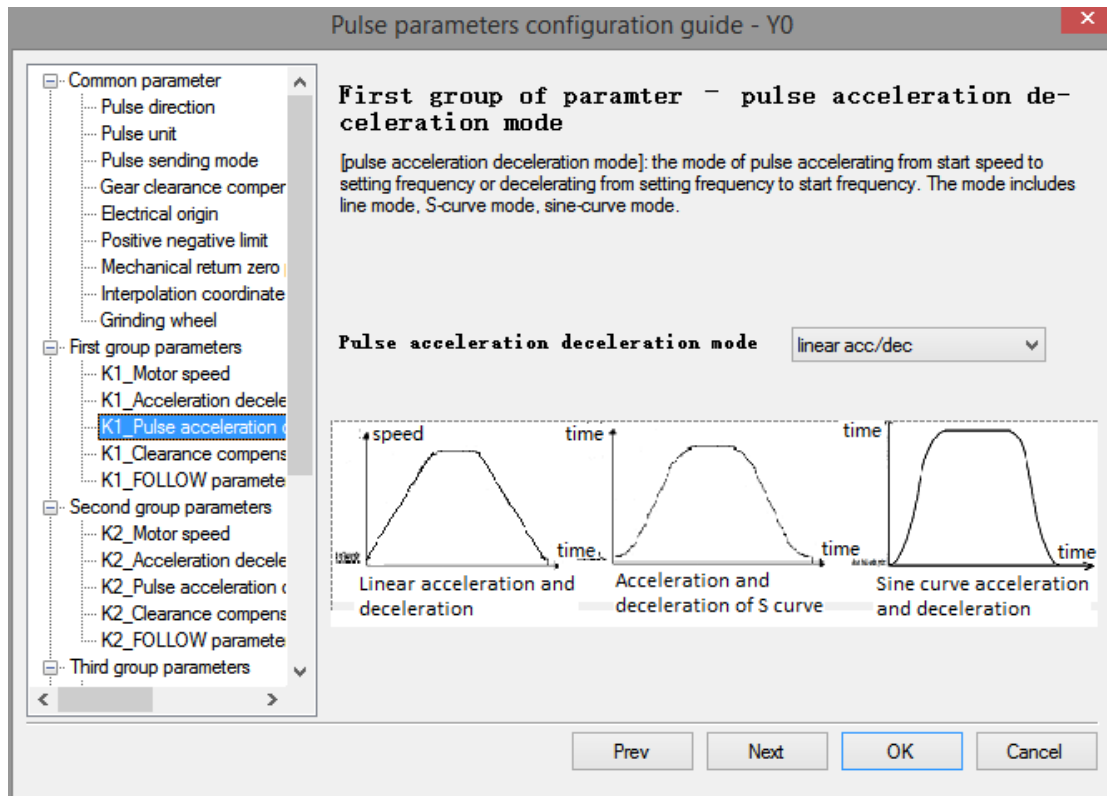 Pulse parameters configuration guide - Y0
Common parameter
Pulse direction
Pulse unit
Pulse sending mode
Gear clearance comper
Electrical origin
Positive negative limit
Mechanical return zero
Interpolation coordinate
Grinding wheel
First group parameters
K1_Motor speed
K1_Acceleration decele
K1_Pulse acceleration
K1_Clearance compens
K1_FOLLOW paramete
Second group parameters
K2_Motor speed
K2_Acceleration decele
K2_Pulse acceleration
K2_Clearance compens
K2_FOLLOW paramete
Third group parameters
First group of paramter - pulse acceleration de-
celeration mode
[pulse acceleration deceleration mode]: the mode of pulse accelerating from start speed to
setting frequency or decelerating from setting frequency to start frequency. The mode includes
line mode, S-curve mode, sine-curve mode.
Pulse acceleration deceleration mode linear acc/dec
speed time time
time time time
Linear acceleration and
deceleration
Acceleration and
deceleration of S curve
Sine curve acceleration
and deceleration
Prev Next OK Cancel